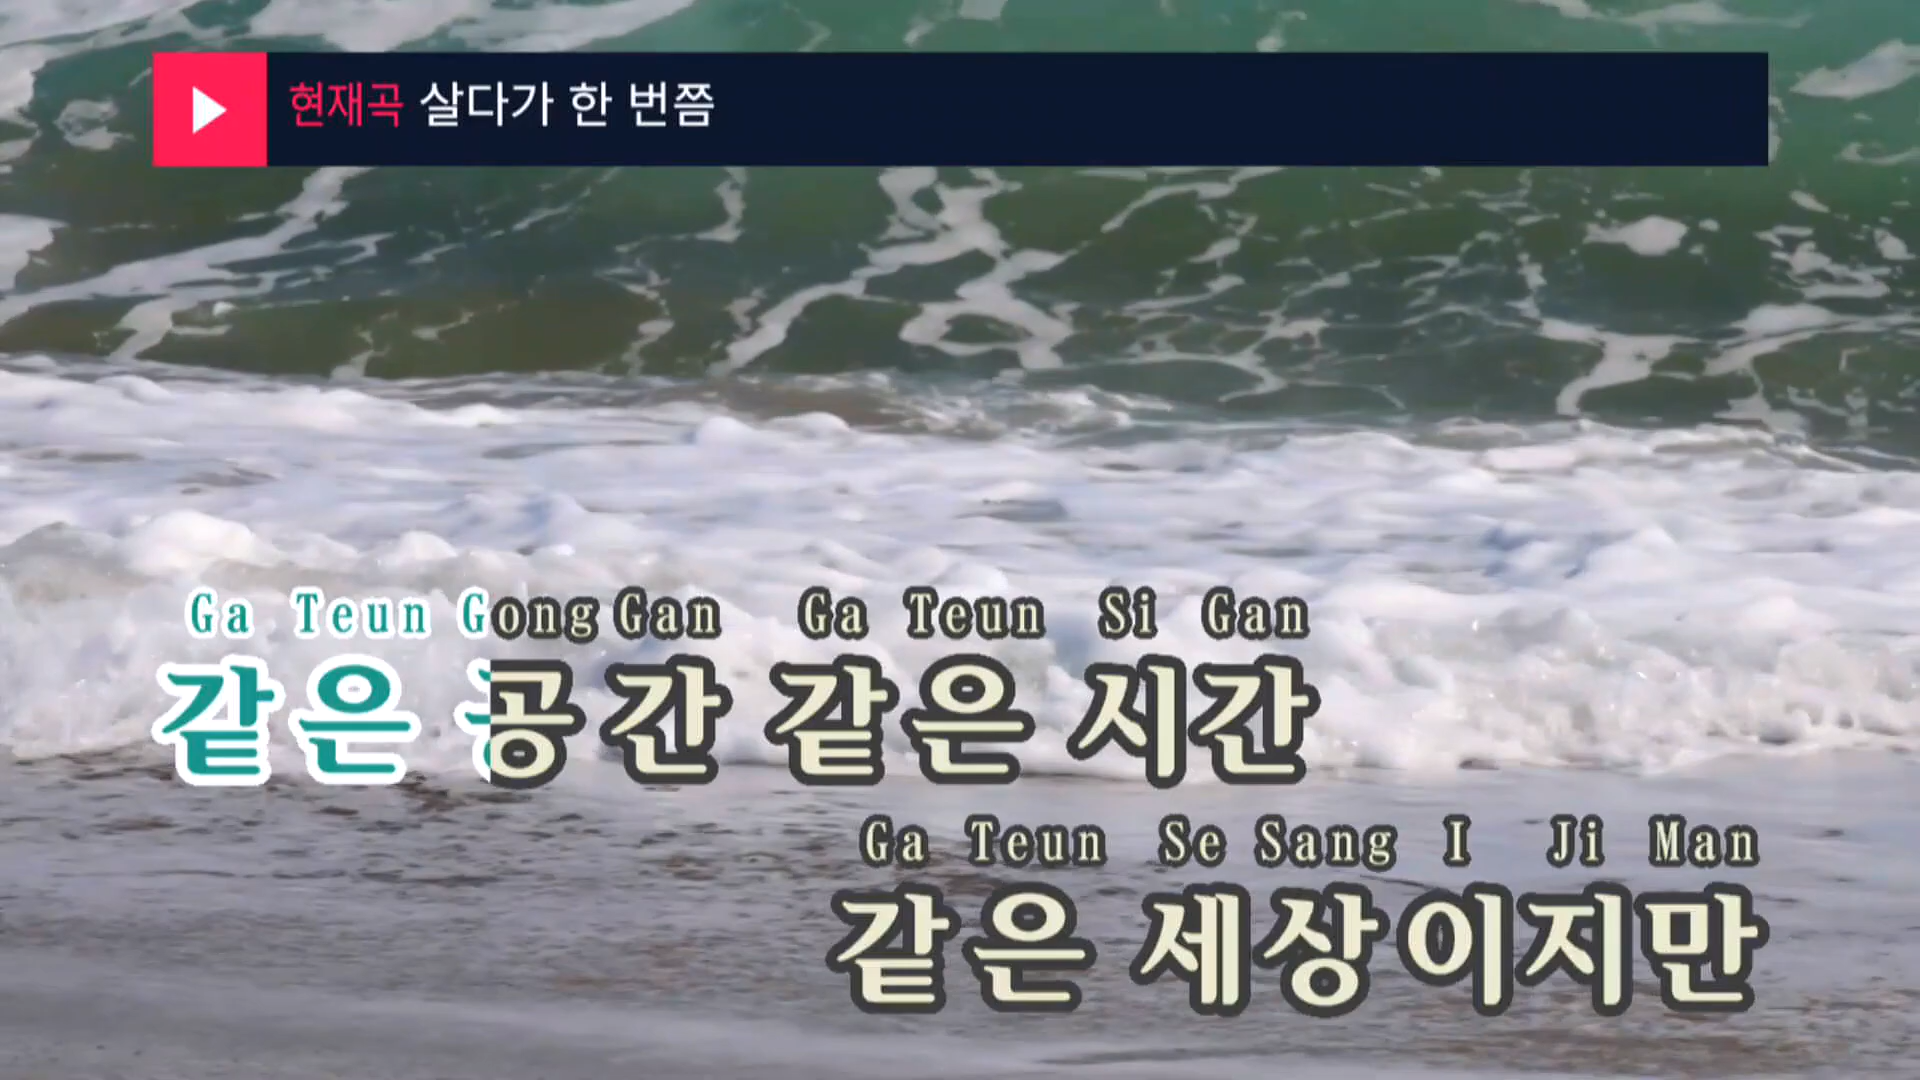 현재곡 살다가 한 번쯤
Ga Teun Gong Gan Ga Teun Si Gan
같은 공간 같은 시간
Ga Teun Se Sang I Ji Man
같은 세상이지만